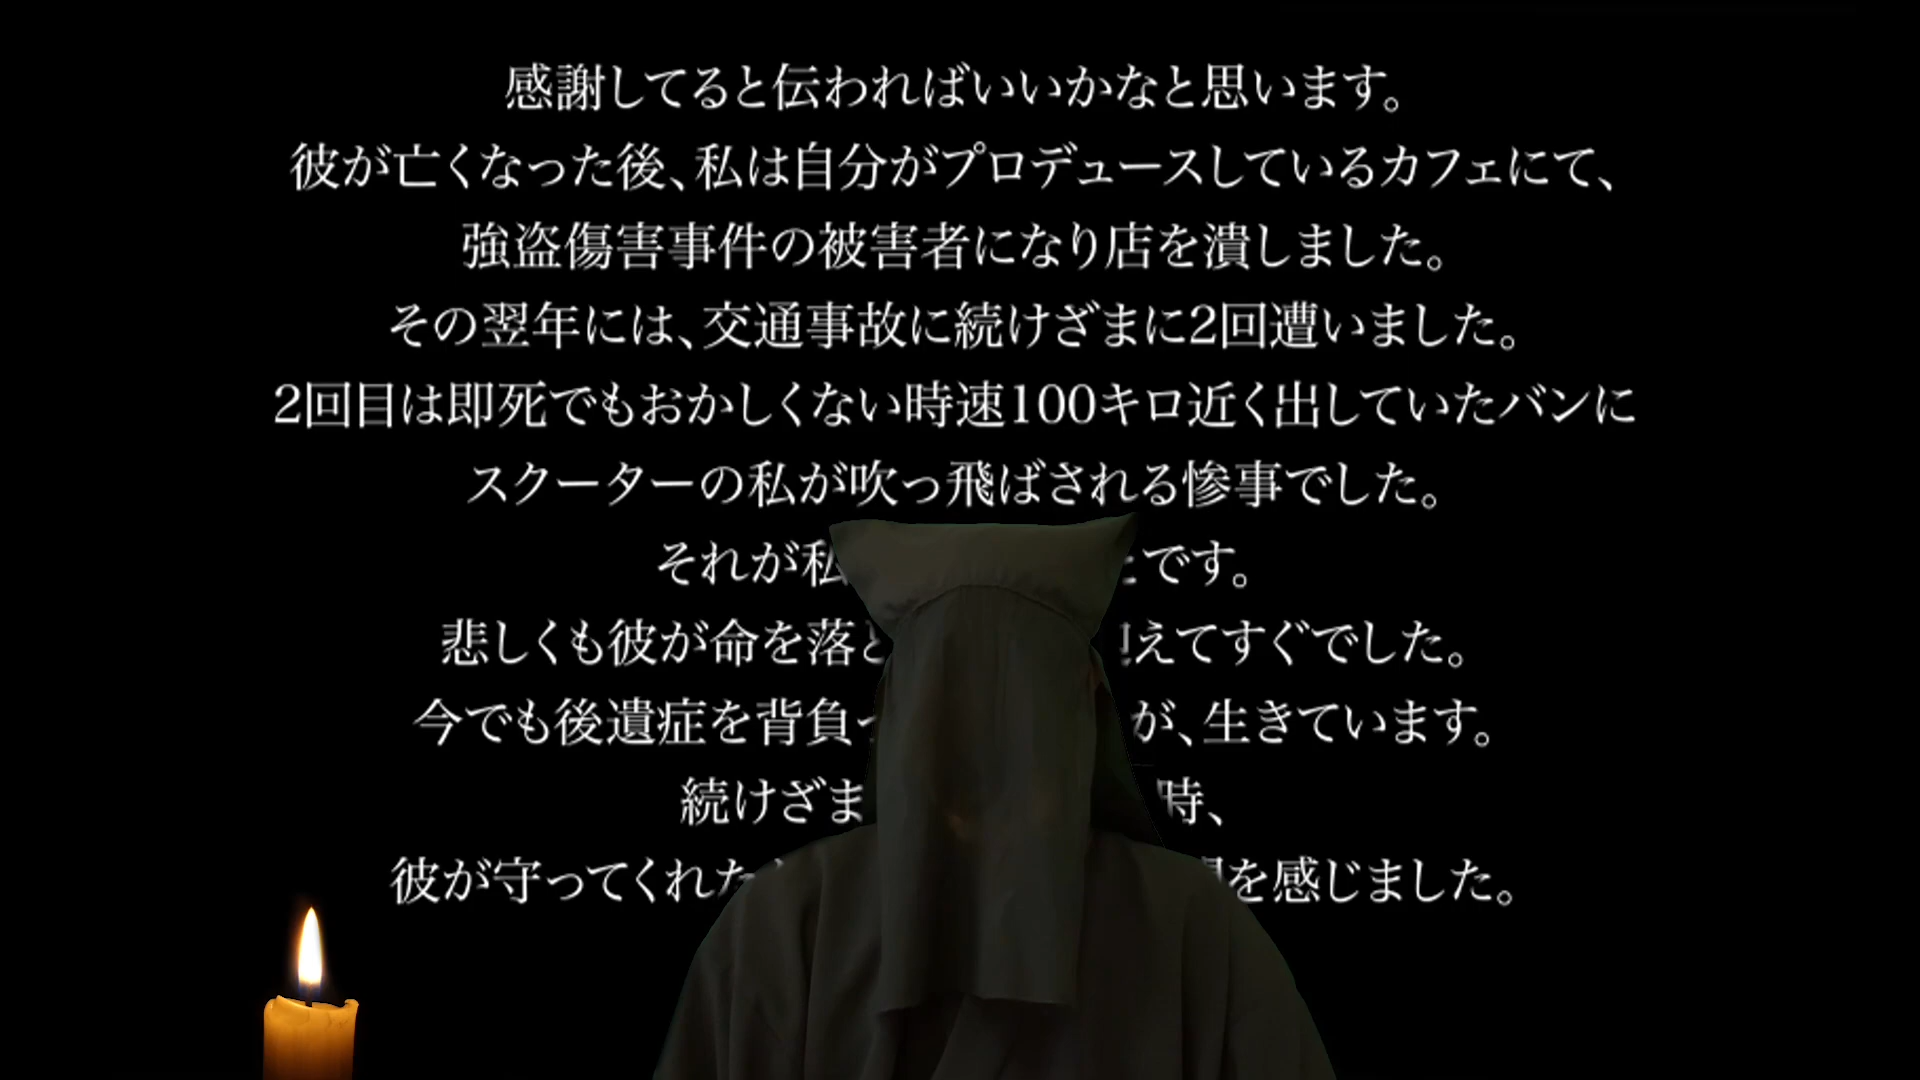 感謝してると伝わればいいかなと思います。
彼が亡くなった後、私は自分がプロデュースしているカフェにて、
強盗傷害事件の被害者になり店を潰しました。
その翌年には、交通事故に続けざまに2回遭いました。
2回目は即死でもおかしくない時速100キロ近く出していたバンに
スクーターの私が吹っ飛ばされる惨事でした。
それが私 です。
悲しくも彼が命を落と えてすぐでした。
今でも後遺症を背負っ が、生きています。
続けざま 時、
彼が守ってくれた を感じました。